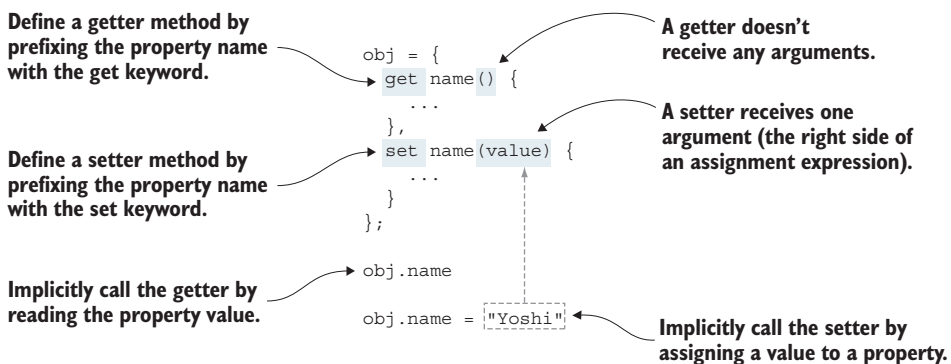 Define a getter method by
prefixing the property name
with the get keyword.
A getter doesn't
receive any arguments.
obj = {
get name() {
...
},
set name(value) {
...
}
};
A setter receives one
argument (the right side of
an assignment expression).
Define a setter method by
prefixing the property name
with the set keyword.
obj.name
Implicitly call the getter by
reading the property value.
obj.name = "Yoshi"
Implicitly call the setter by
assigning a value to a property.